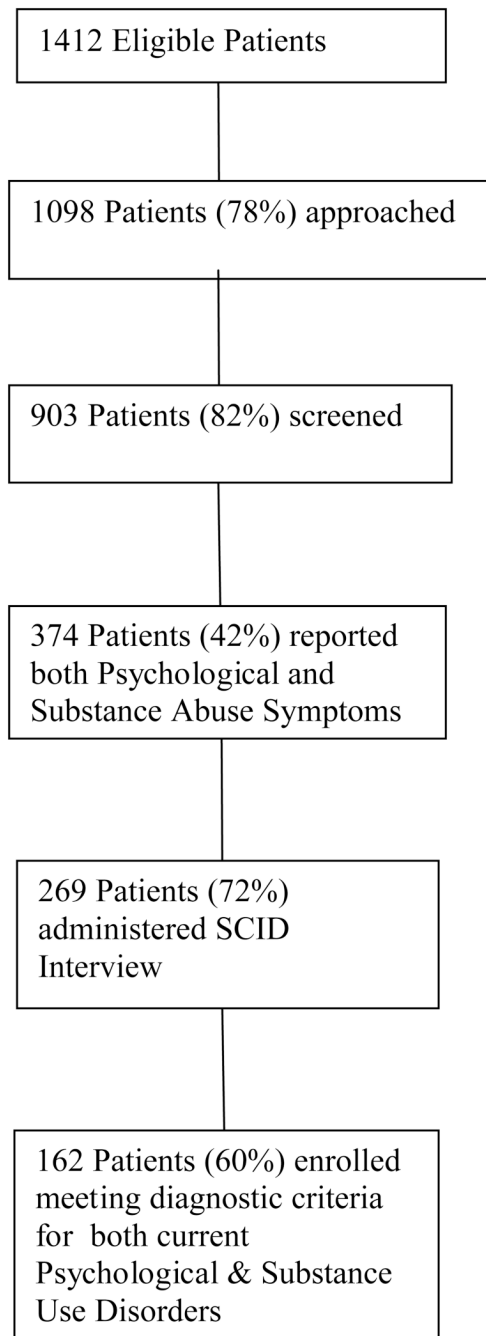 1412 Eligible Patients
1098 Patients (78%) approached
903 Patients (82%) screened
374 Patients (42%) reported
both Psychological and
Substance Abuse Symptoms
269 Patients (72%)
administered SCID
Interview
162 Patients (60%) enrolled
meeting diagnostic criteria
for both current
Psychological & Substance
Use Disorders